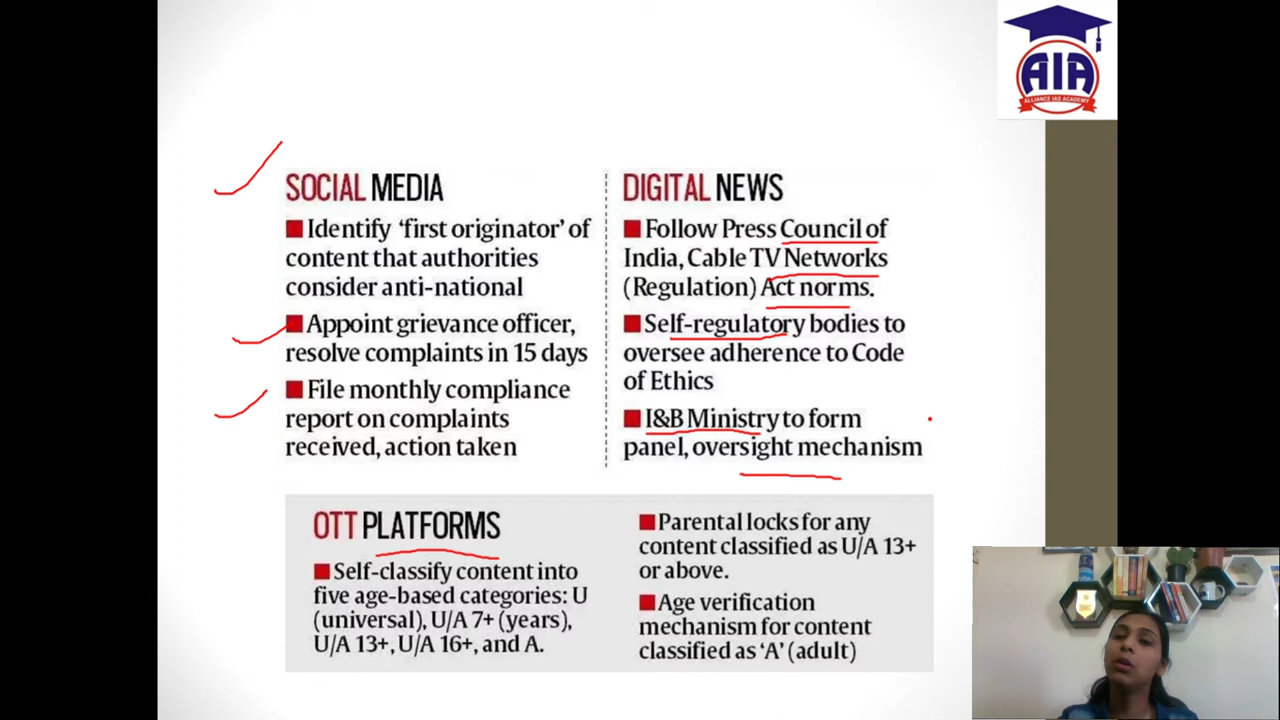 AIA
ALLIANCE IAS ACADEMY
SOCIAL MEDIA
Identify ‘first originator’ of
content that authorities
consider anti-national
Appoint grievance officer,
resolve complaints in 15 days
File monthly compliance
report on complaints
received, action taken
DIGITAL NEWS
Follow Press Council of
India, Cable TV Networks
(Regulation) Act norms.
Self-regulatory bodies to
oversee adherence to Code
of Ethics
I&B Ministry to form
panel, oversight mechanism
OTT PLATFORMS
Self-classify content into
five age-based categories: U
(universal), U/A 7+ (years),
U/A 13+, U/A 16+, and A.
Parental locks for any
content classified as U/A 13+
or above.
Age verification
mechanism for content
classified as ‘A’ (adult)